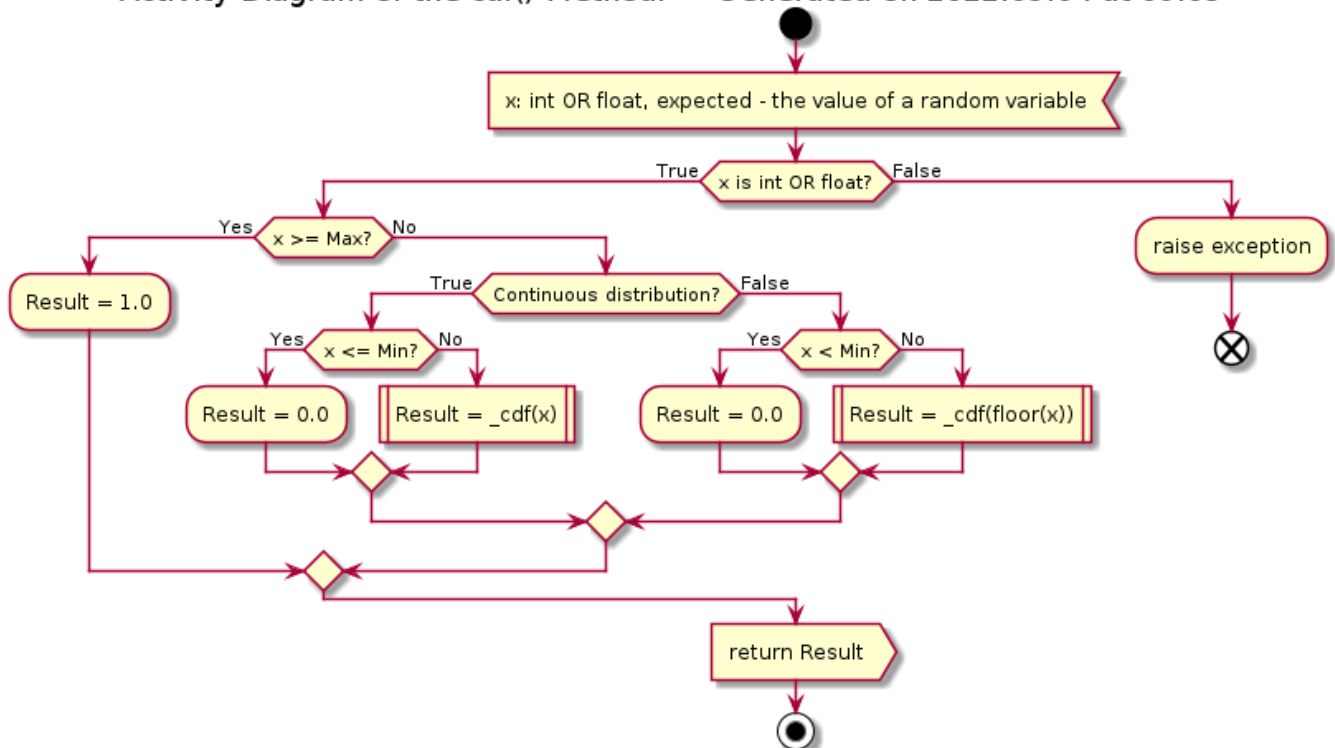 x: int OR float, expected - the value of a random variable
True
x is int OR float?
False
Yes
x >= Max?
No
raise exception
Result = 1.0
True
Continuous distribution?
False
Yes
x <= Min?
No
Yes
x < Min?
No
Result = 0.0
Result = _cdf(x)
Result = 0.0
Result = _cdf(floor(x))
return Result